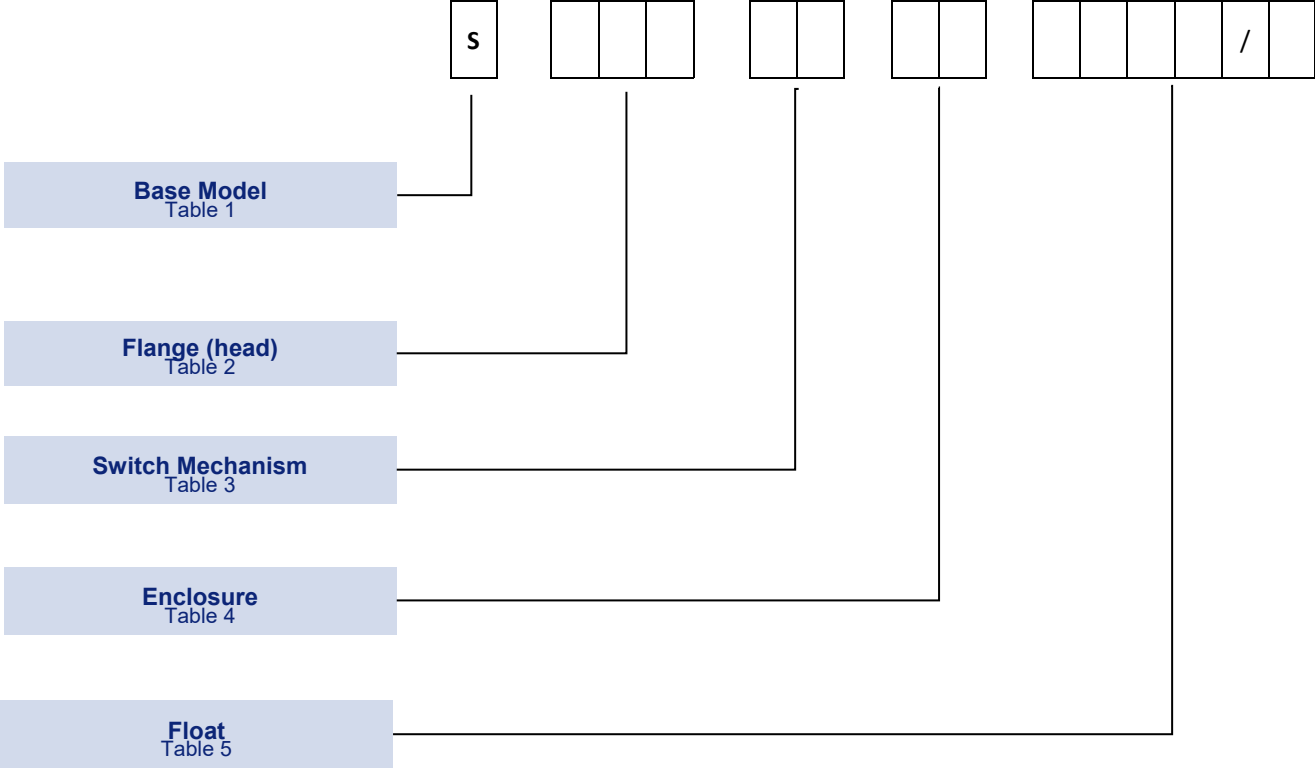 S /
Base Model
Table 1
Flange (head)
Table 2
Switch Mechanism
Table 3
Enclosure
Table 4
Float
Table 5